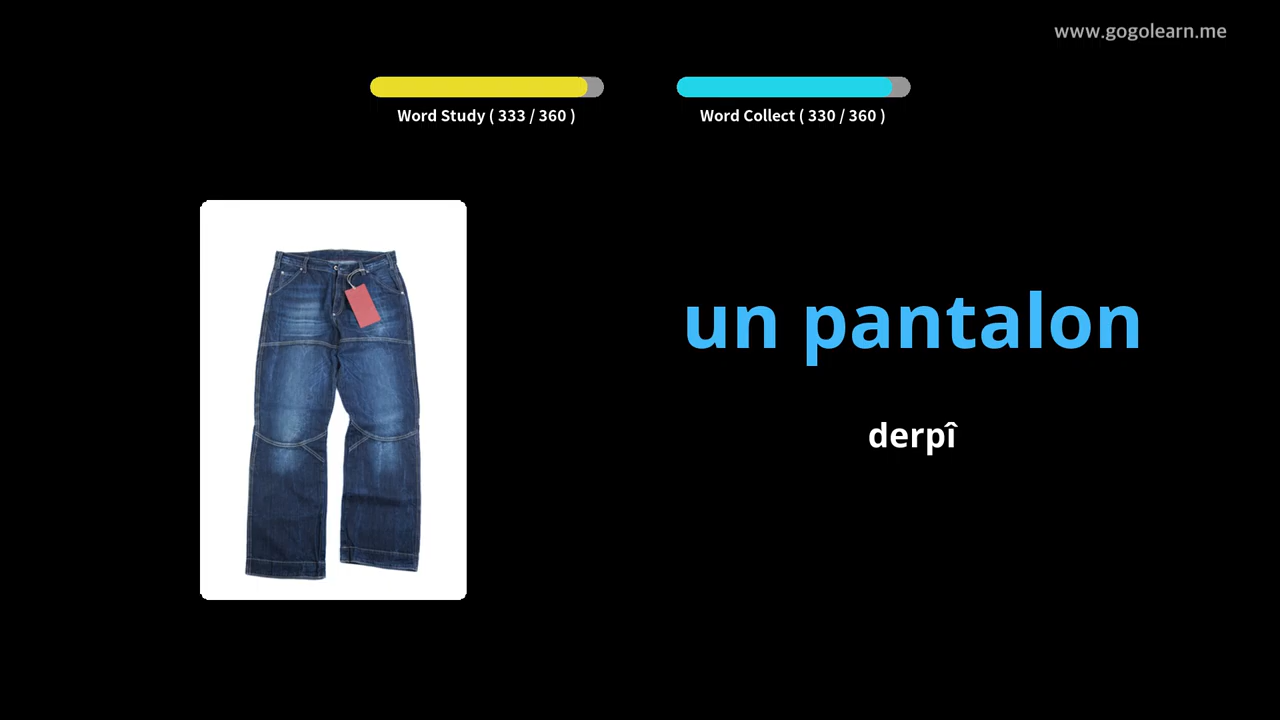 www.gogolearn.me
Word Study ( 333 / 360 )
Word Collect ( 330 / 360 )
un pantalon
derpî